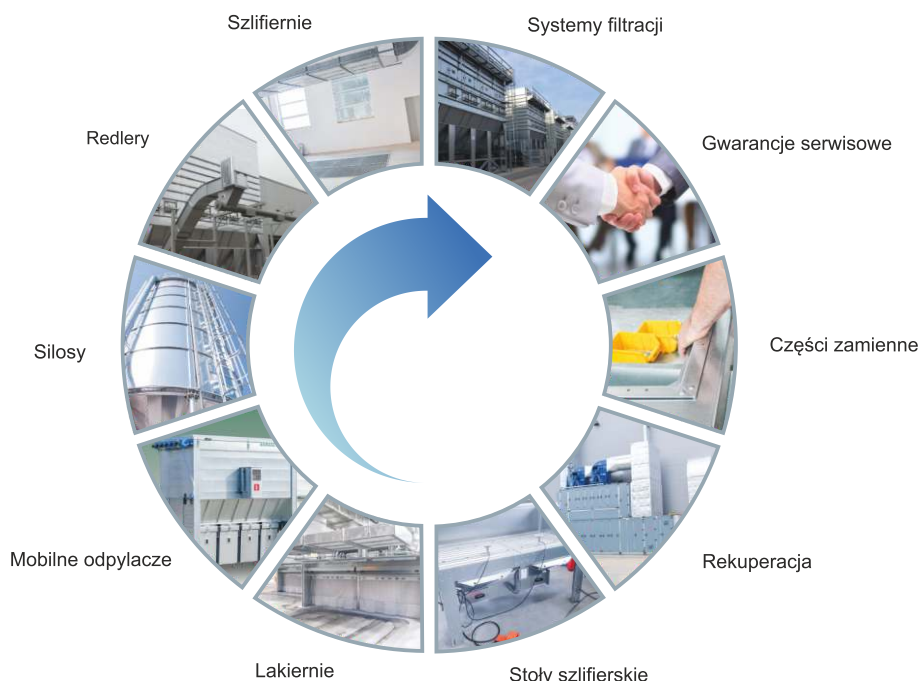 Szlifiernie
Systemy filtracji
Redlery
Gwarancje serwisowe
Silosy
Części zamienne
Mobilne odpylacze
Rekuperacja
Lakiernie
Stoły szlifierskie